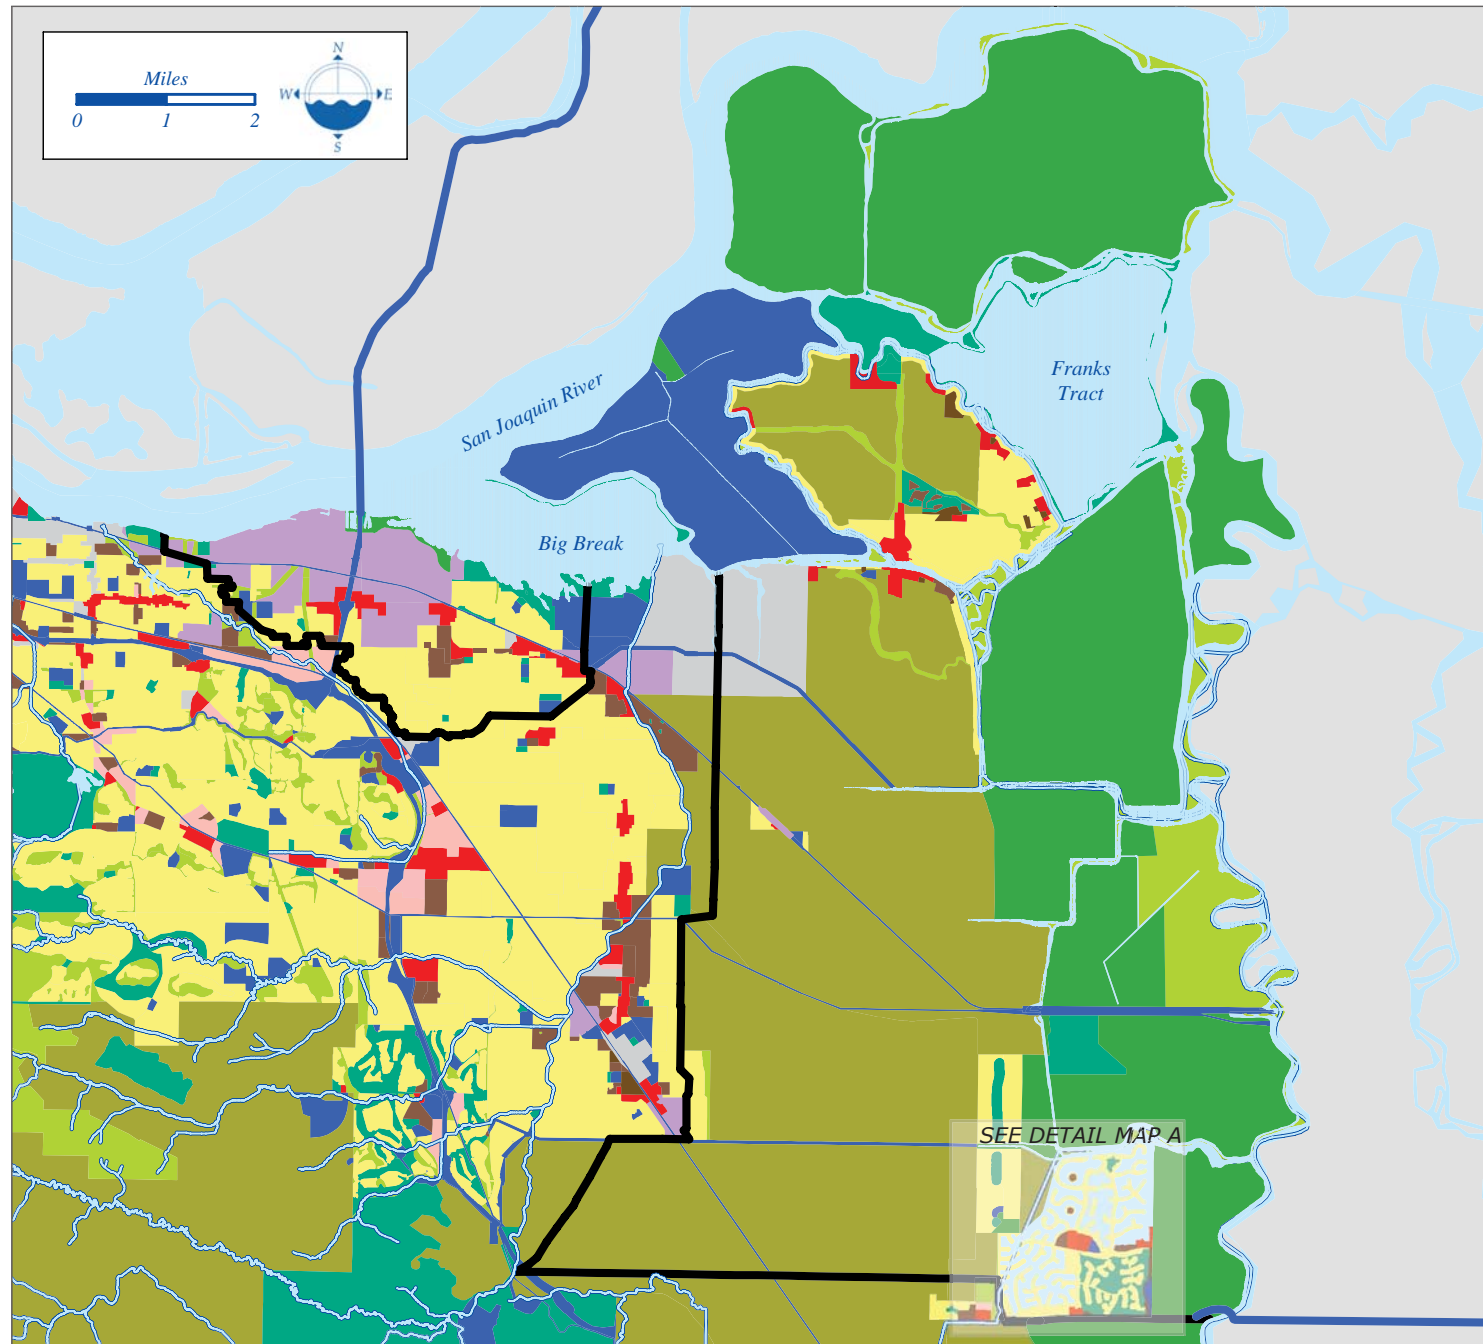 Miles
0 1 2
N
W E
S
San Joaquin River
Franks
Tract
Big Break
SEE DETAIL MAP A